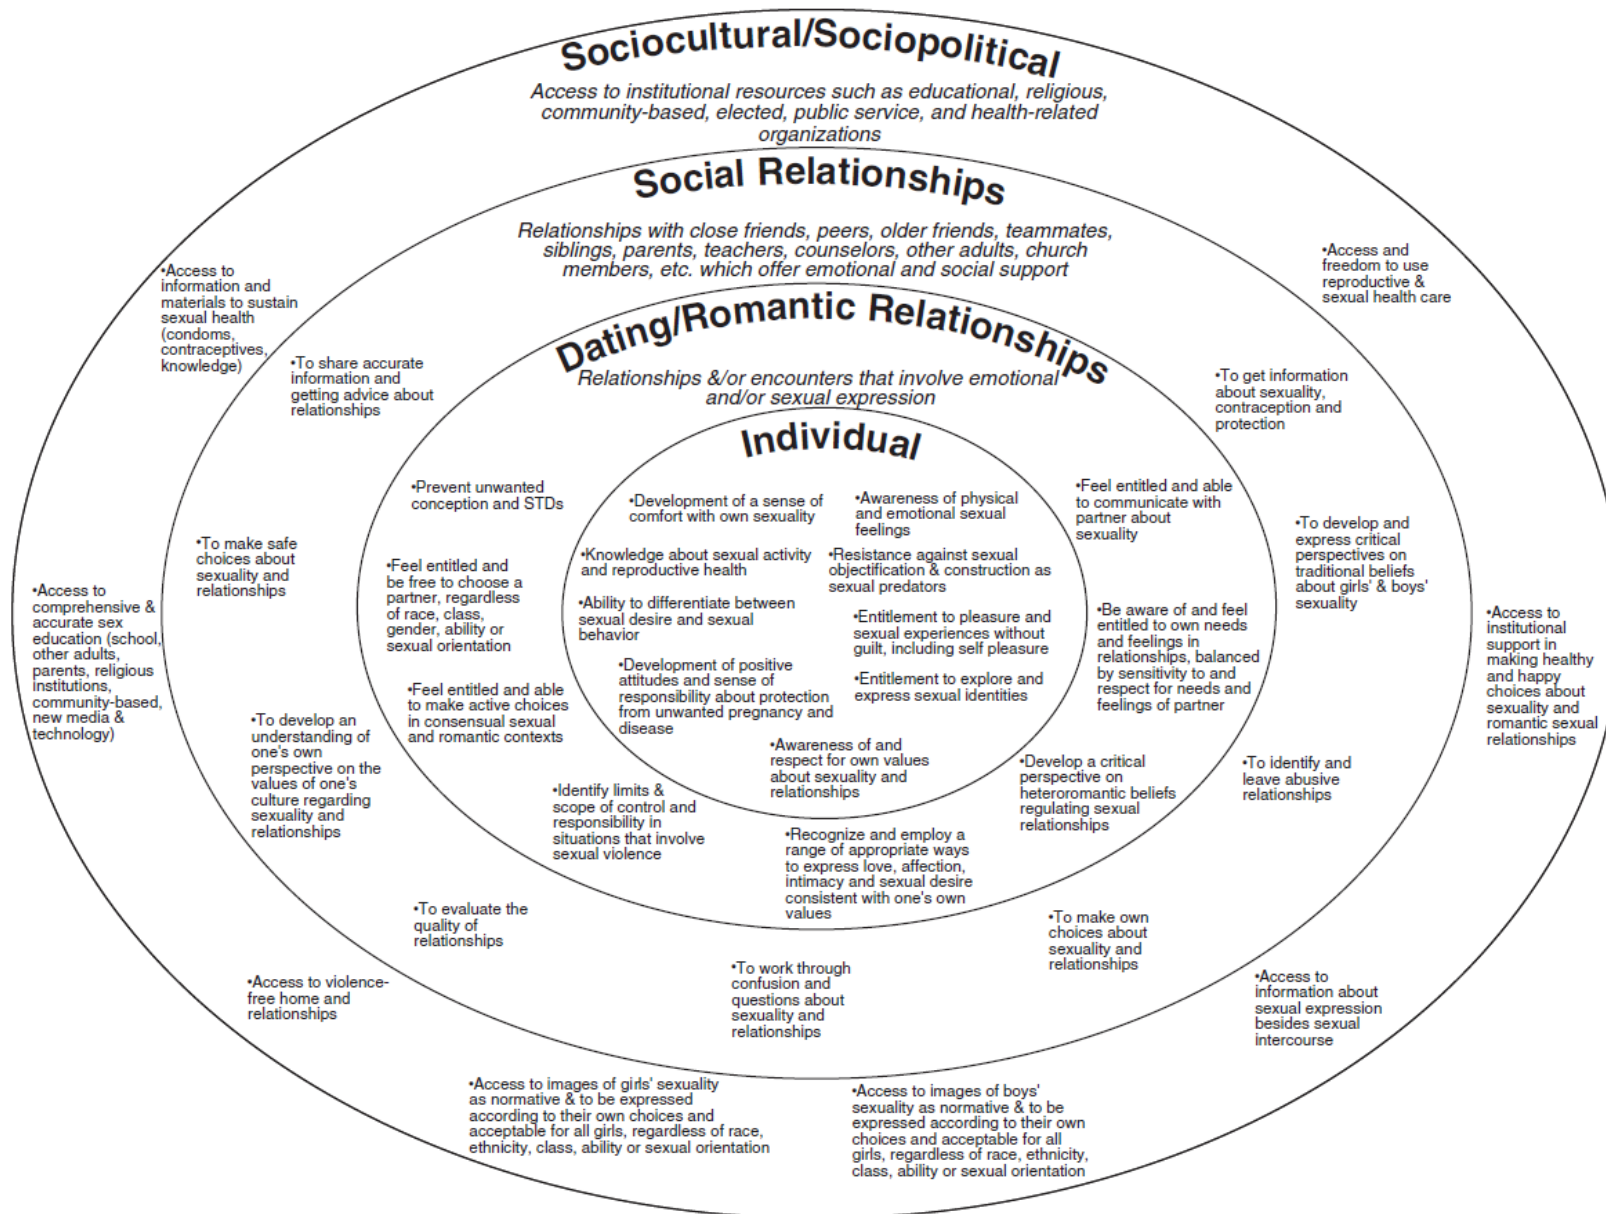 Sociocultural/Sociopolitical
Access to institutional resources such as educational, religious,
community-based, elected, public service, and health-related
organizations
Social Relationships
Relationships with close friends, peers, older friends, teammates,
siblings, parents, teachers, counselors, other adults, church
members, etc. which offer emotional and social support
Dating/Romantic Relationships
Relationships &/or encounters that involve emotional
and/or sexual expression
Individual
•Access to
information and
materials to sustain
sexual health
(condoms,
contraceptives,
knowledge)
•Access and
freedom to use
reproductive &
sexual health care
•To share accurate
information and
getting advice about
relationships
•To get information
about sexuality,
contraception and
protection
•Prevent unwanted
conception and STDs
•Development of a sense of
comfort with own sexuality
•Awareness of physical
and emotional sexual
feelings
•Feel entitled and able
to communicate with
partner about
sexuality
•To make safe
choices about
sexuality and
relationships
•Feel entitled and
be free to choose a
partner, regardless
of race, class,
gender, ability or
sexual orientation
•Knowledge about sexual activity
and reproductive health
•Resistance against sexual
objectification & construction as
sexual predators
•To develop and
express critical
perspectives on
traditional beliefs
about girls' & boys'
sexuality
•Access to
comprehensive &
accurate sex
education (school,
other adults,
parents, religious
institutions,
community-based,
new media &
technology)
•Ability to differentiate between
sexual desire and sexual
behavior
•Entitlement to pleasure and
sexual experiences without
guilt, including self pleasure
•Be aware of and feel
entitled to own needs
and feelings in
relationships, balanced
by sensitivity to and
respect for needs and
feelings of partner
•Access to
institutional
support in
making healthy
and happy
choices about
sexuality and
romantic sexual
relationships
•Development of positive
attitudes and sense of
responsibility about protection
from unwanted pregnancy and
disease
•Entitlement to explore and
express sexual identities
•Feel entitled and able
to make active choices
in consensual sexual
and romantic contexts
•To develop an
understanding of
one's own
perspective on the
values of one's
culture regarding
sexuality and
relationships
•Awareness of and
respect for own values
about sexuality and
relationships
•Develop a critical
perspective on
heteroromantic beliefs
regulating sexual
relationships
•To identify and
leave abusive
relationships
•Identify limits &
scope of control and
responsibility in
situations that involve
sexual violence
•Recognize and employ a
range of appropriate ways
to express love, affection,
intimacy and sexual desire
consistent with one's own
values
•To evaluate the
quality of
relationships
•To make own
choices about
sexuality and
relationships
•Access to violence-
free home and
relationships
•To work through
confusion and
questions about
sexuality and
relationships
•Access to
information about
sexual expression
besides sexual
intercourse
•Access to images of girls' sexuality
as normative & to be expressed
according to their own choices and
acceptable for all girls, regardless of race,
ethnicity, class, ability or sexual orientation
•Access to images of boys'
sexuality as normative & to be
expressed according to their own
choices and acceptable for all
girls, regardless of race, ethnicity,
class, ability or sexual orientation